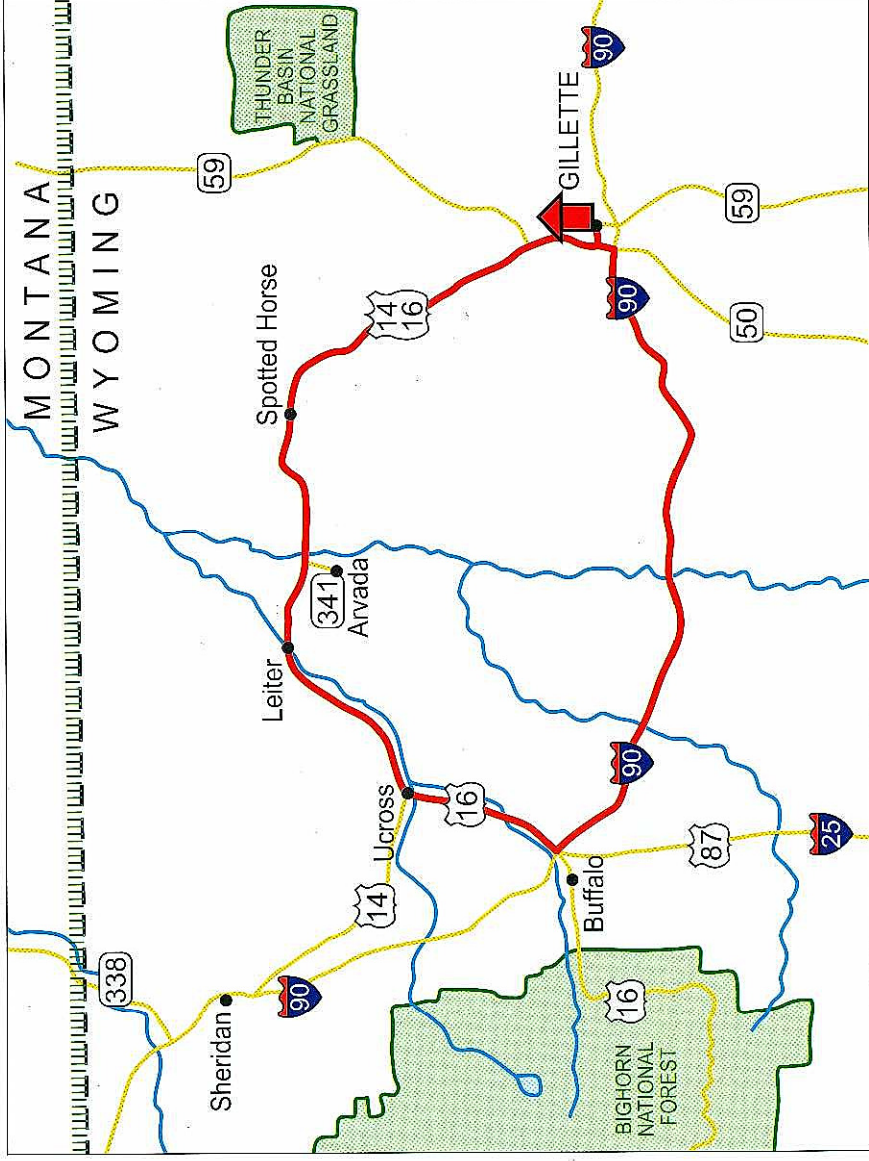 MONTANA
WYOMING
59
THUNDER
BASIN
NATIONAL
GRASSLAND
338
Sheridan
90
14
Ucross
16
Leiter
341
Arvada
Spotted Horse
14
16
GILLETTE
90
90
59
50
Buffalo
90
87
25
16
BIGHORN
NATIONAL
FOREST